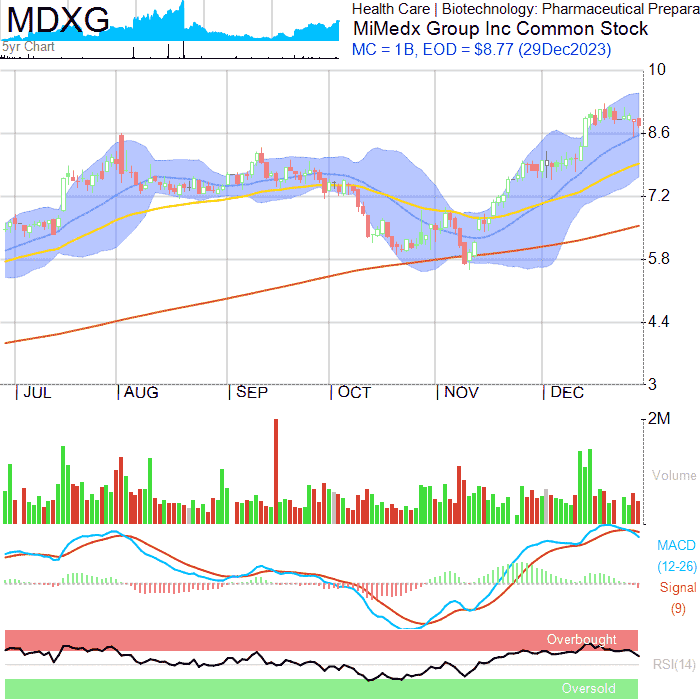 MDXG
Health Care | Biotechnology: Pharmaceutical Prepara
MiMedx Group Inc Common Stock
5yr Chart
MC = 1B, EOD = $8.77 (29Dec2023)
10
8.6
7.2
5.8
4.4
3
JUL AUG SEP OCT NOV DEC
2M
Volume
MACD
(12-26)
Signal
(9)
Overbought
RSI(14)
Oversold